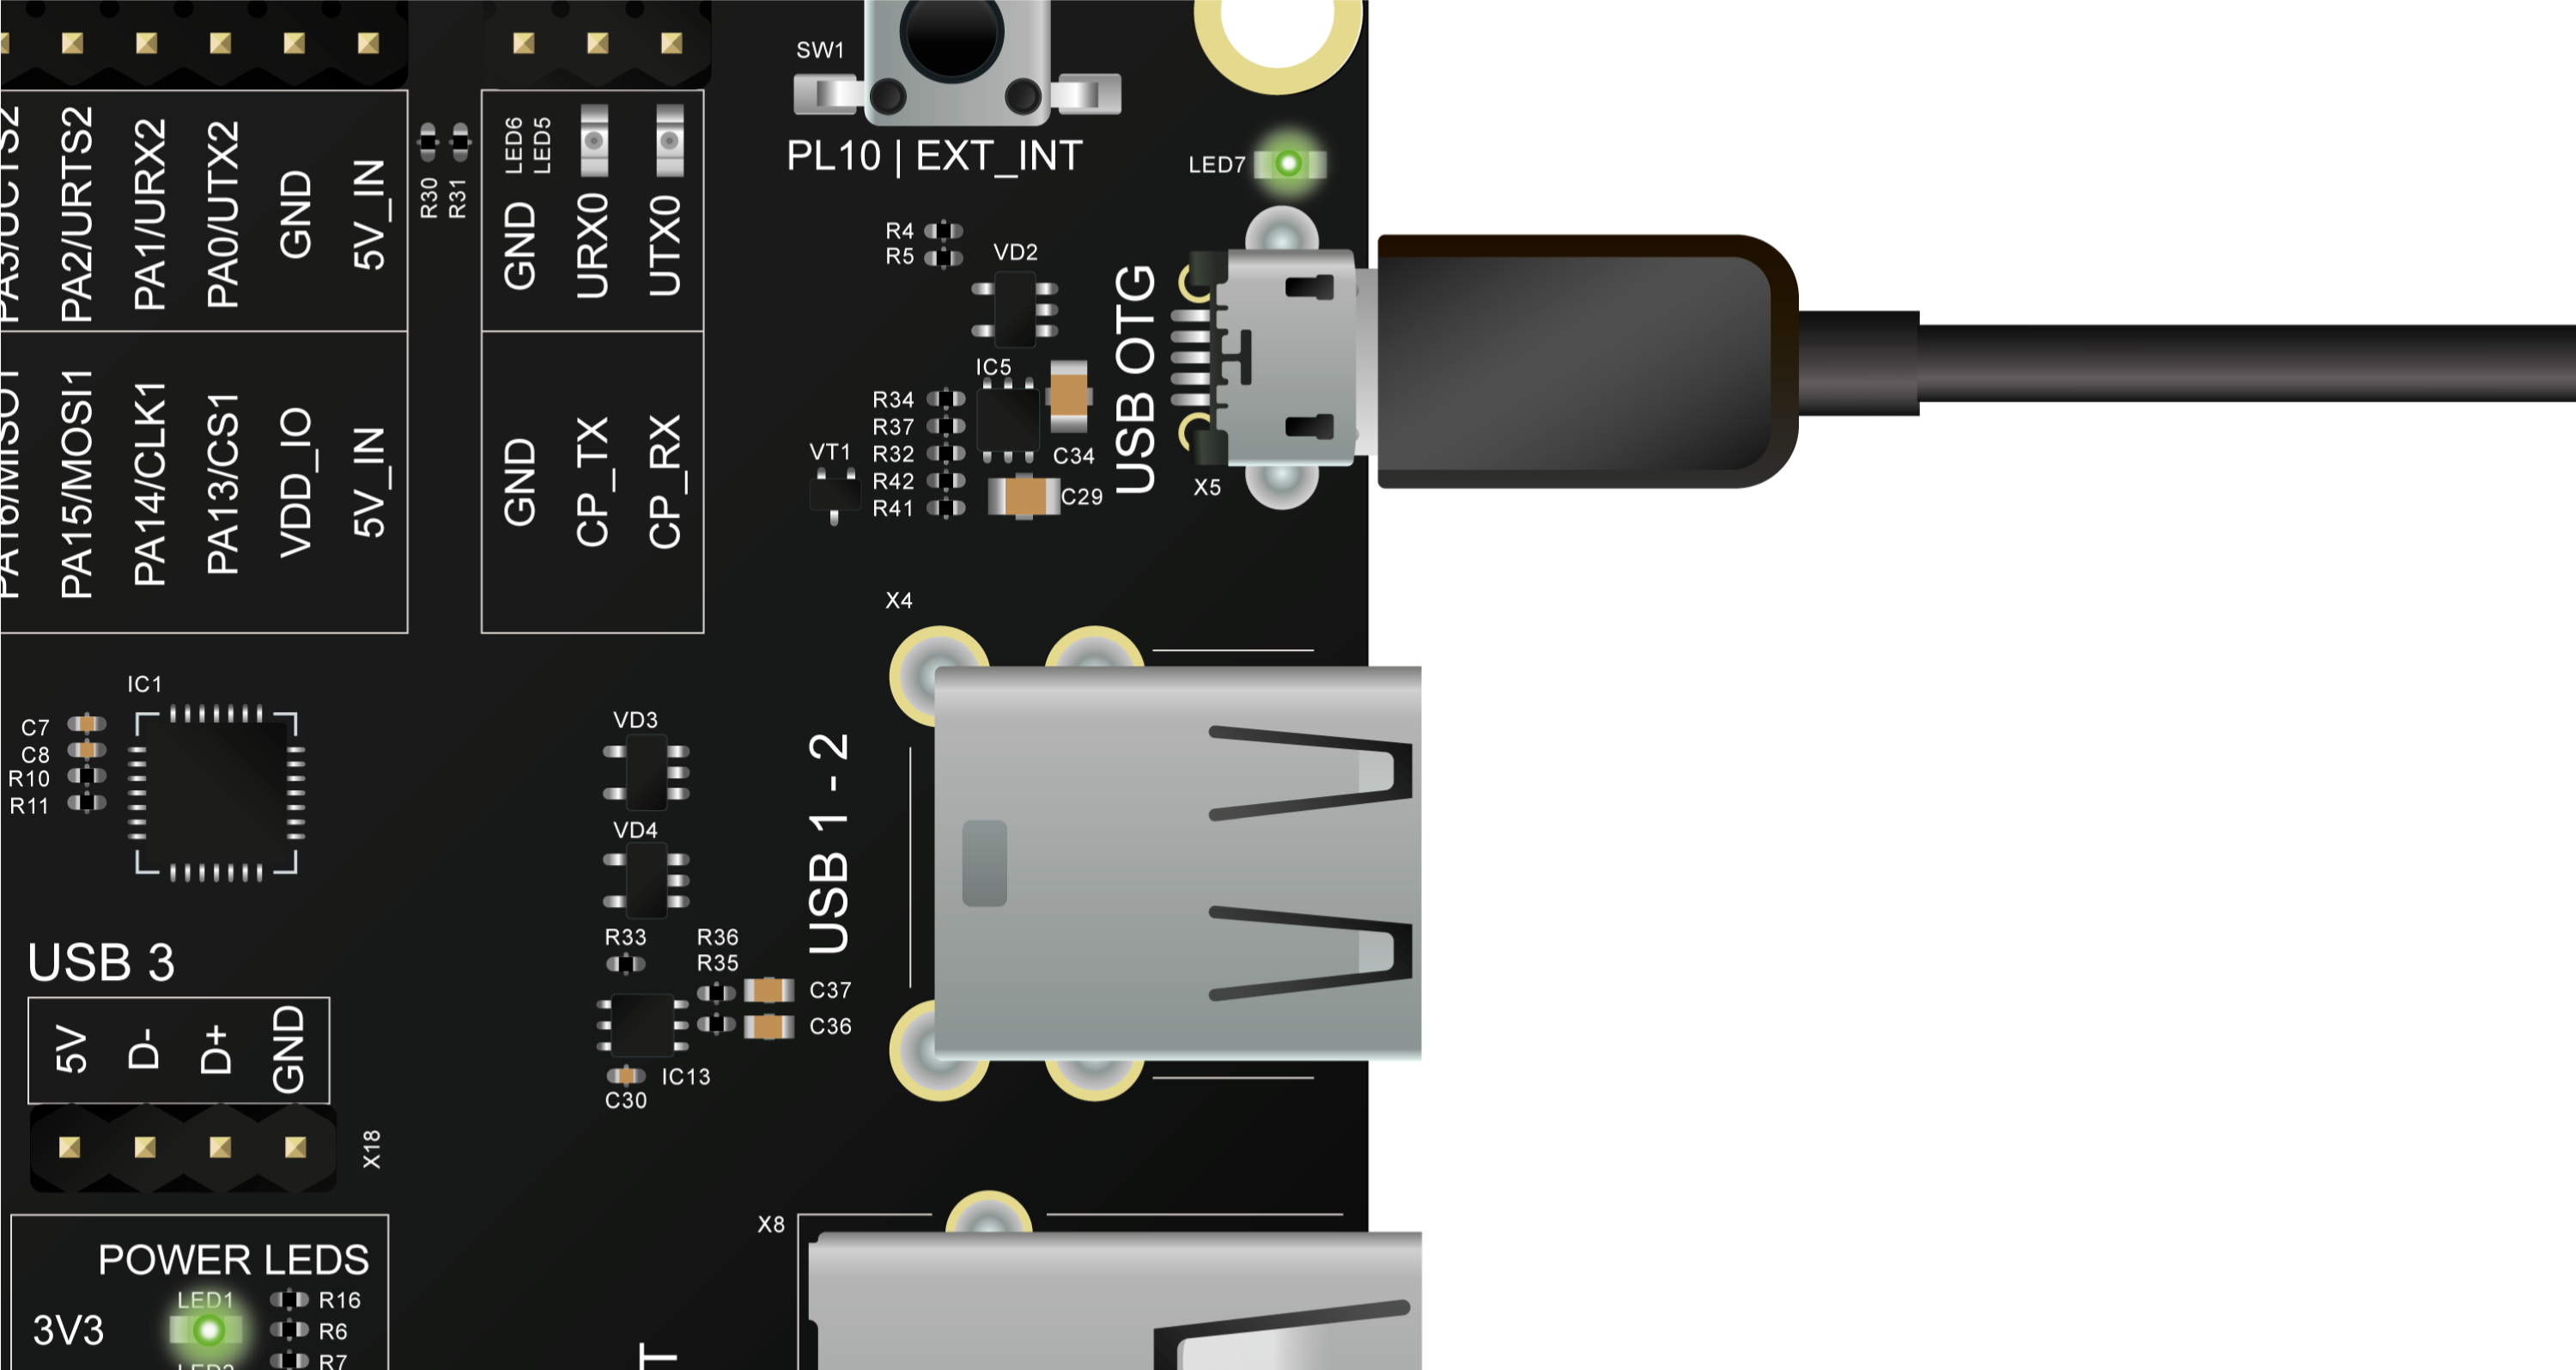 SW1
PL10 | EXT_INT
LED7
PA2/URTS2
PA1/URX2
PA0/UTX2
GND
5V_IN
R30
R31
LED6
LED5
GND
URX0
UTX0
R4
R5
VD2
USB OTG
X5
PA15/MOSI1
PA14/CLK1
PA13/CS1
VDD_IO
5V_IN
GND
CP_TX
CP_RX
IC5
R34
R37
R32
R42
R41
VT1
C34
C29
X4
IC1
C7
C8
R10
R11
VD3
VD4
USB 1 - 2
R33
R36
R35
C37
C36
IC13
C30
USB 3
5V
D-
D+
GND
X18
X8
POWER LEDS
LED1
3V3
R16
R6
R7